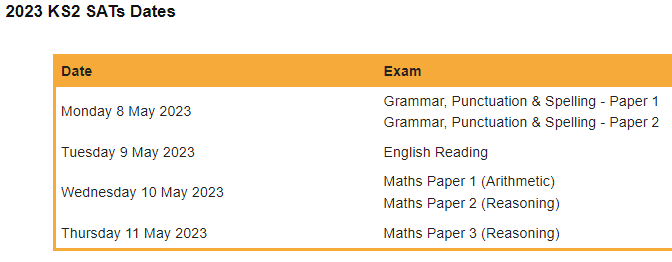 2023 KS2 SATs Dates
Date Exam
Monday 8 May 2023 Grammar, Punctuation & Spelling - Paper 1
Grammar, Punctuation & Spelling - Paper 2
Tuesday 9 May 2023 English Reading
Wednesday 10 May 2023 Maths Paper 1 (Arithmetic)
Maths Paper 2 (Reasoning)
Thursday 11 May 2023 Maths Paper 3 (Reasoning)